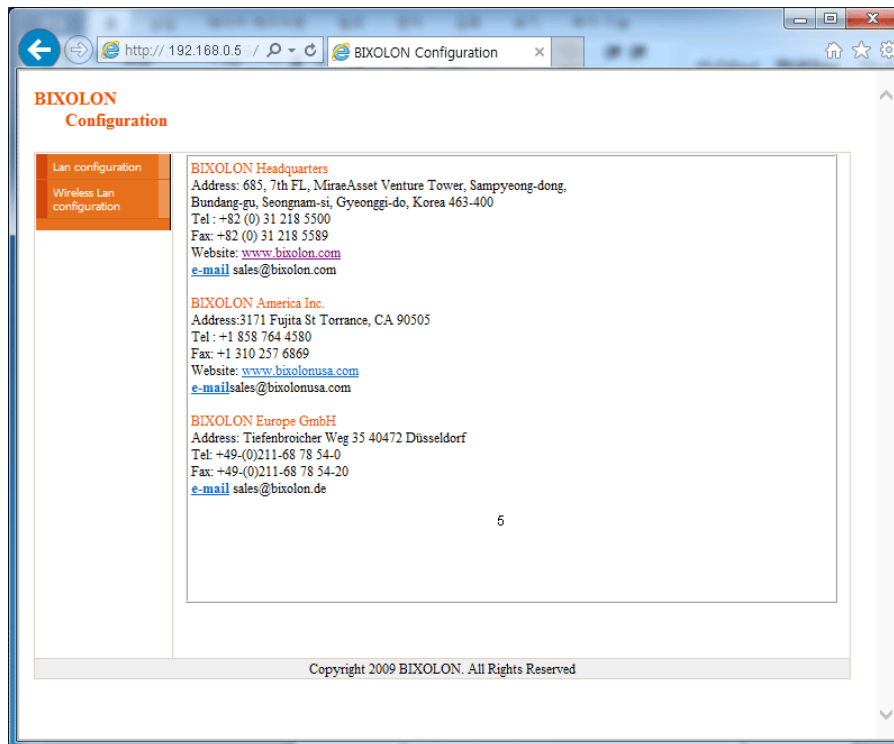 http:// 192.168.0.5 /
BIXOLON Configuration
BIXOLON
Configuration
Lan configuration
Wireless Lan
configuration
BIXOLON Headquarters
Address: 685, 7th FL, MiraeAsset Venture Tower, Sampyeong-dong,
Bundang-gu, Seongnam-si, Gyeonggi-do, Korea 463-400
Tel : +82 (0) 31 218 5500
Fax: +82 (0) 31 218 5589
Website: www.bixolon.com
e-mail sales@bixolon.com
BIXOLON America Inc.
Address:3171 Fujita St Torrance, CA 90505
Tel : +1 858 764 4580
Fax: +1 310 257 6869
Website: www.bixolonusa.com
e-mailsales@bixolonusa.com
BIXOLON Europe GmbH
Address: Tiefenbroicher Weg 35 40472 Düsseldorf
Tel: +49-(0)211-68 78 54-0
Fax: +49-(0)211-68 78 54-20
e-mail sales@bixolon.de
5
Copyright 2009 BIXOLON. All Rights Reserved